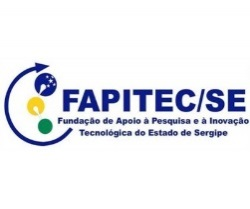 FAPITEC/SE
Fundação de Apoio à Pesquisa e à Inovação
Tecnológica do Estado de Sergipe